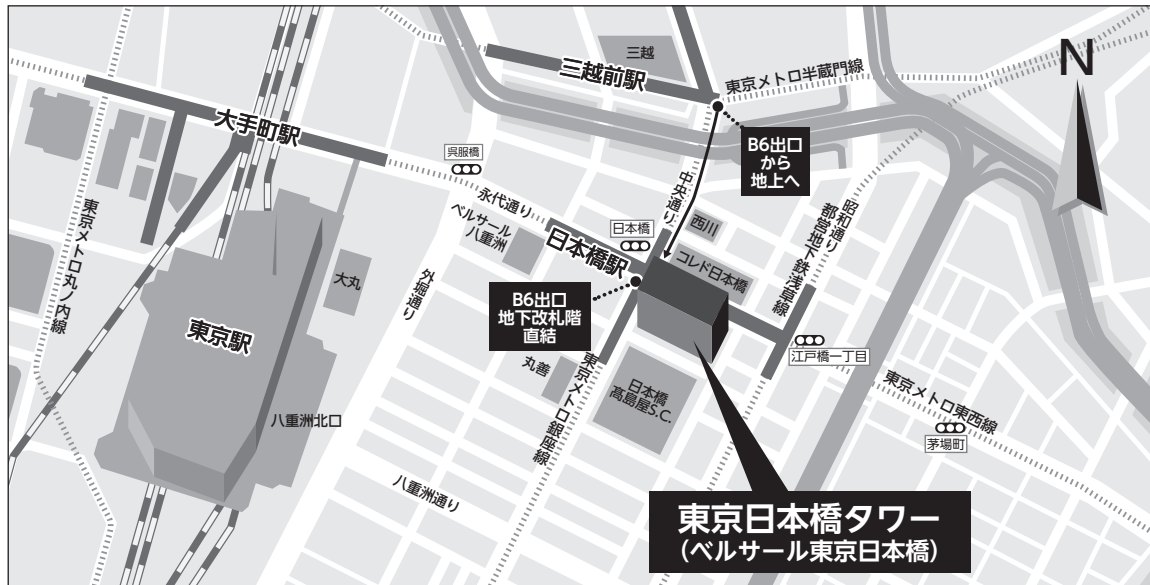 三越
三越前駅
東京メトロ半蔵門線
N
大手町駅
B6出口
から
地上へ
呉服橋
中央通り
永代通り
ベルサール
八重洲
日本橋
西川
昭和通り
都営地下鉄浅草線
日本橋駅
コレド日本橋
東京メトロ丸ノ内線
大丸
外堀通り
B6出口
地下改札階
直結
東京駅
江戸橋一丁目
丸善
東京メトロ銀座線
日本橋
髙島屋S.C.
東京メトロ東西線
茅場町
八重洲北口
八重洲通り
東京日本橋タワー
(ベルサール東京日本橋)